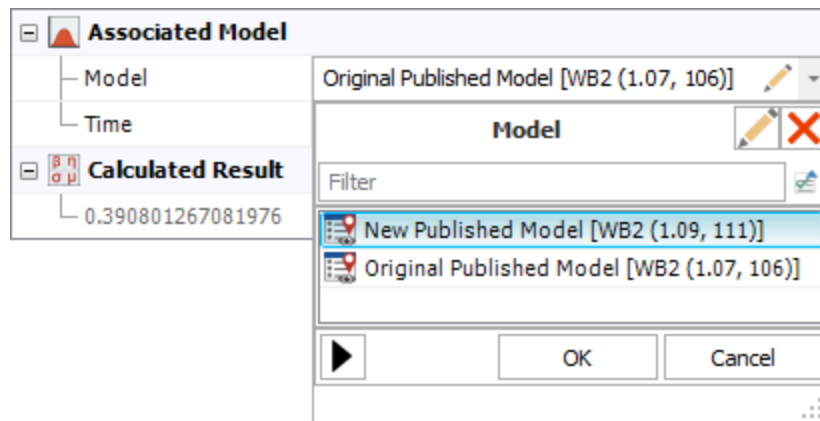 Associated Model
Model
Original Published Model [WB2 (1.07, 106)]
Time
Model
Calculated Result
β η
σ μ
Filter
0.390801267081976
New Published Model [WB2 (1.09, 111)]
Original Published Model [WB2 (1.07, 106)]
OK
Cancel